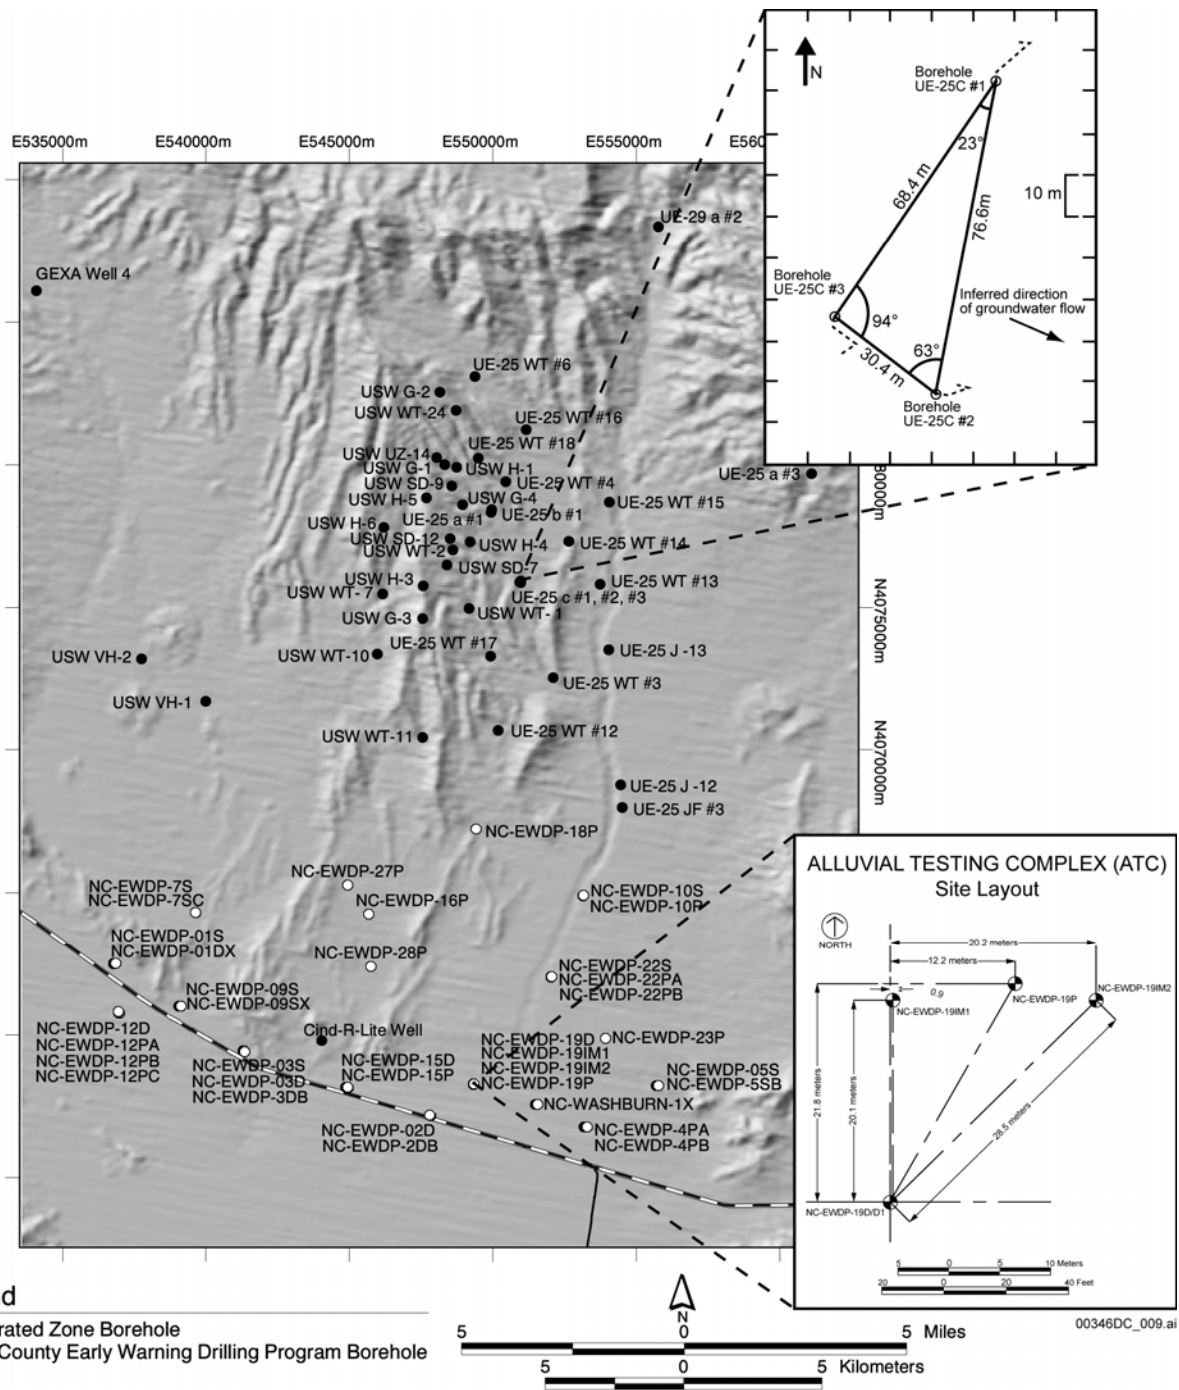 N
Borehole
UE-25C #1
23°
68.4 m
76.6m
10 m
Borehole
UE-25C #3
94°
Inferred direction
of groundwater flow
63°
30.4 m
Borehole
UE-25C #2
E535000m
E540000m
E545000m
E550000m
E555000m
E560
UE-29 a #2
GEXA Well 4
UE-25 WT #6
USW G-2
USW WT-24
UE-25 WT #16
UE-25 WT #18
USW UZ-14
USW G-1
USW H-1
UE-25 a #3
USW SD-9
UE-25 WT #4
USW H-5
USW G-4
UE-25 WT #15
80000m
UE-25 a #1
UE-25 b #1
USW H-6
USW SD-12
USW H-4
UE-25 WT #14
USW WT-2
USW SD-7
USW H-3
UE-25 WT #13
USW WT- 7
UE-25 c #1, #2, #3
USW WT- 1
USW G-3
N4075000m
UE-25 WT #17
UE-25 J -13
USW VH-2
USW WT-10
UE-25 WT #3
USW VH-1
UE-25 WT #12
USW WT-11
N4070000m
UE-25 J -12
UE-25 JF #3
NC-EWDP-18P
NC-EWDP-27P
NC-EWDP-7S
NC-EWDP-7SC
NC-EWDP-16P
NC-EWDP-10S
NC-EWDP-10P
NC-EWDP-01S
NC-EWDP-01DX
NC-EWDP-28P
NC-EWDP-22S
NC-EWDP-22PA
NC-EWDP-22PB
NC-EWDP-09S
NC-EWDP-09SX
NC-EWDP-12D
NC-EWDP-12PA
NC-EWDP-12PB
NC-EWDP-12PC
Cind-R-Lite Well
NC-EWDP-19D
NC-EWDP-19IM1
NC-EWDP-19IM2
NC-EWDP-19P
NC-EWDP-23P
NC-EWDP-03S
NC-EWDP-03D
NC-EWDP-3DB
NC-EWDP-15D
NC-EWDP-15P
NC-EWDP-05S
NC-EWDP-5SB
NC-WASHBURN-1X
NC-EWDP-02D
NC-EWDP-2DB
NC-EWDP-4PA
NC-EWDP-4PB
ALLUVIAL TESTING COMPLEX (ATC)
Site Layout
NORTH
20.2 meters
12.2 meters
0.9
NC-EWDP-19P
NC-EWDP-19IM2
NC-EWDP-19IM1
21.8 meters
20.1 meters
28.5 meters
NC-EWDP-19D/D1
5 0 5 10 Meters
20 0 20 40 Feet
d
rated Zone Borehole
County Early Warning Drilling Program Borehole
N
5 0 5 Miles
5 0 5 Kilometers
00346DC_009.ai